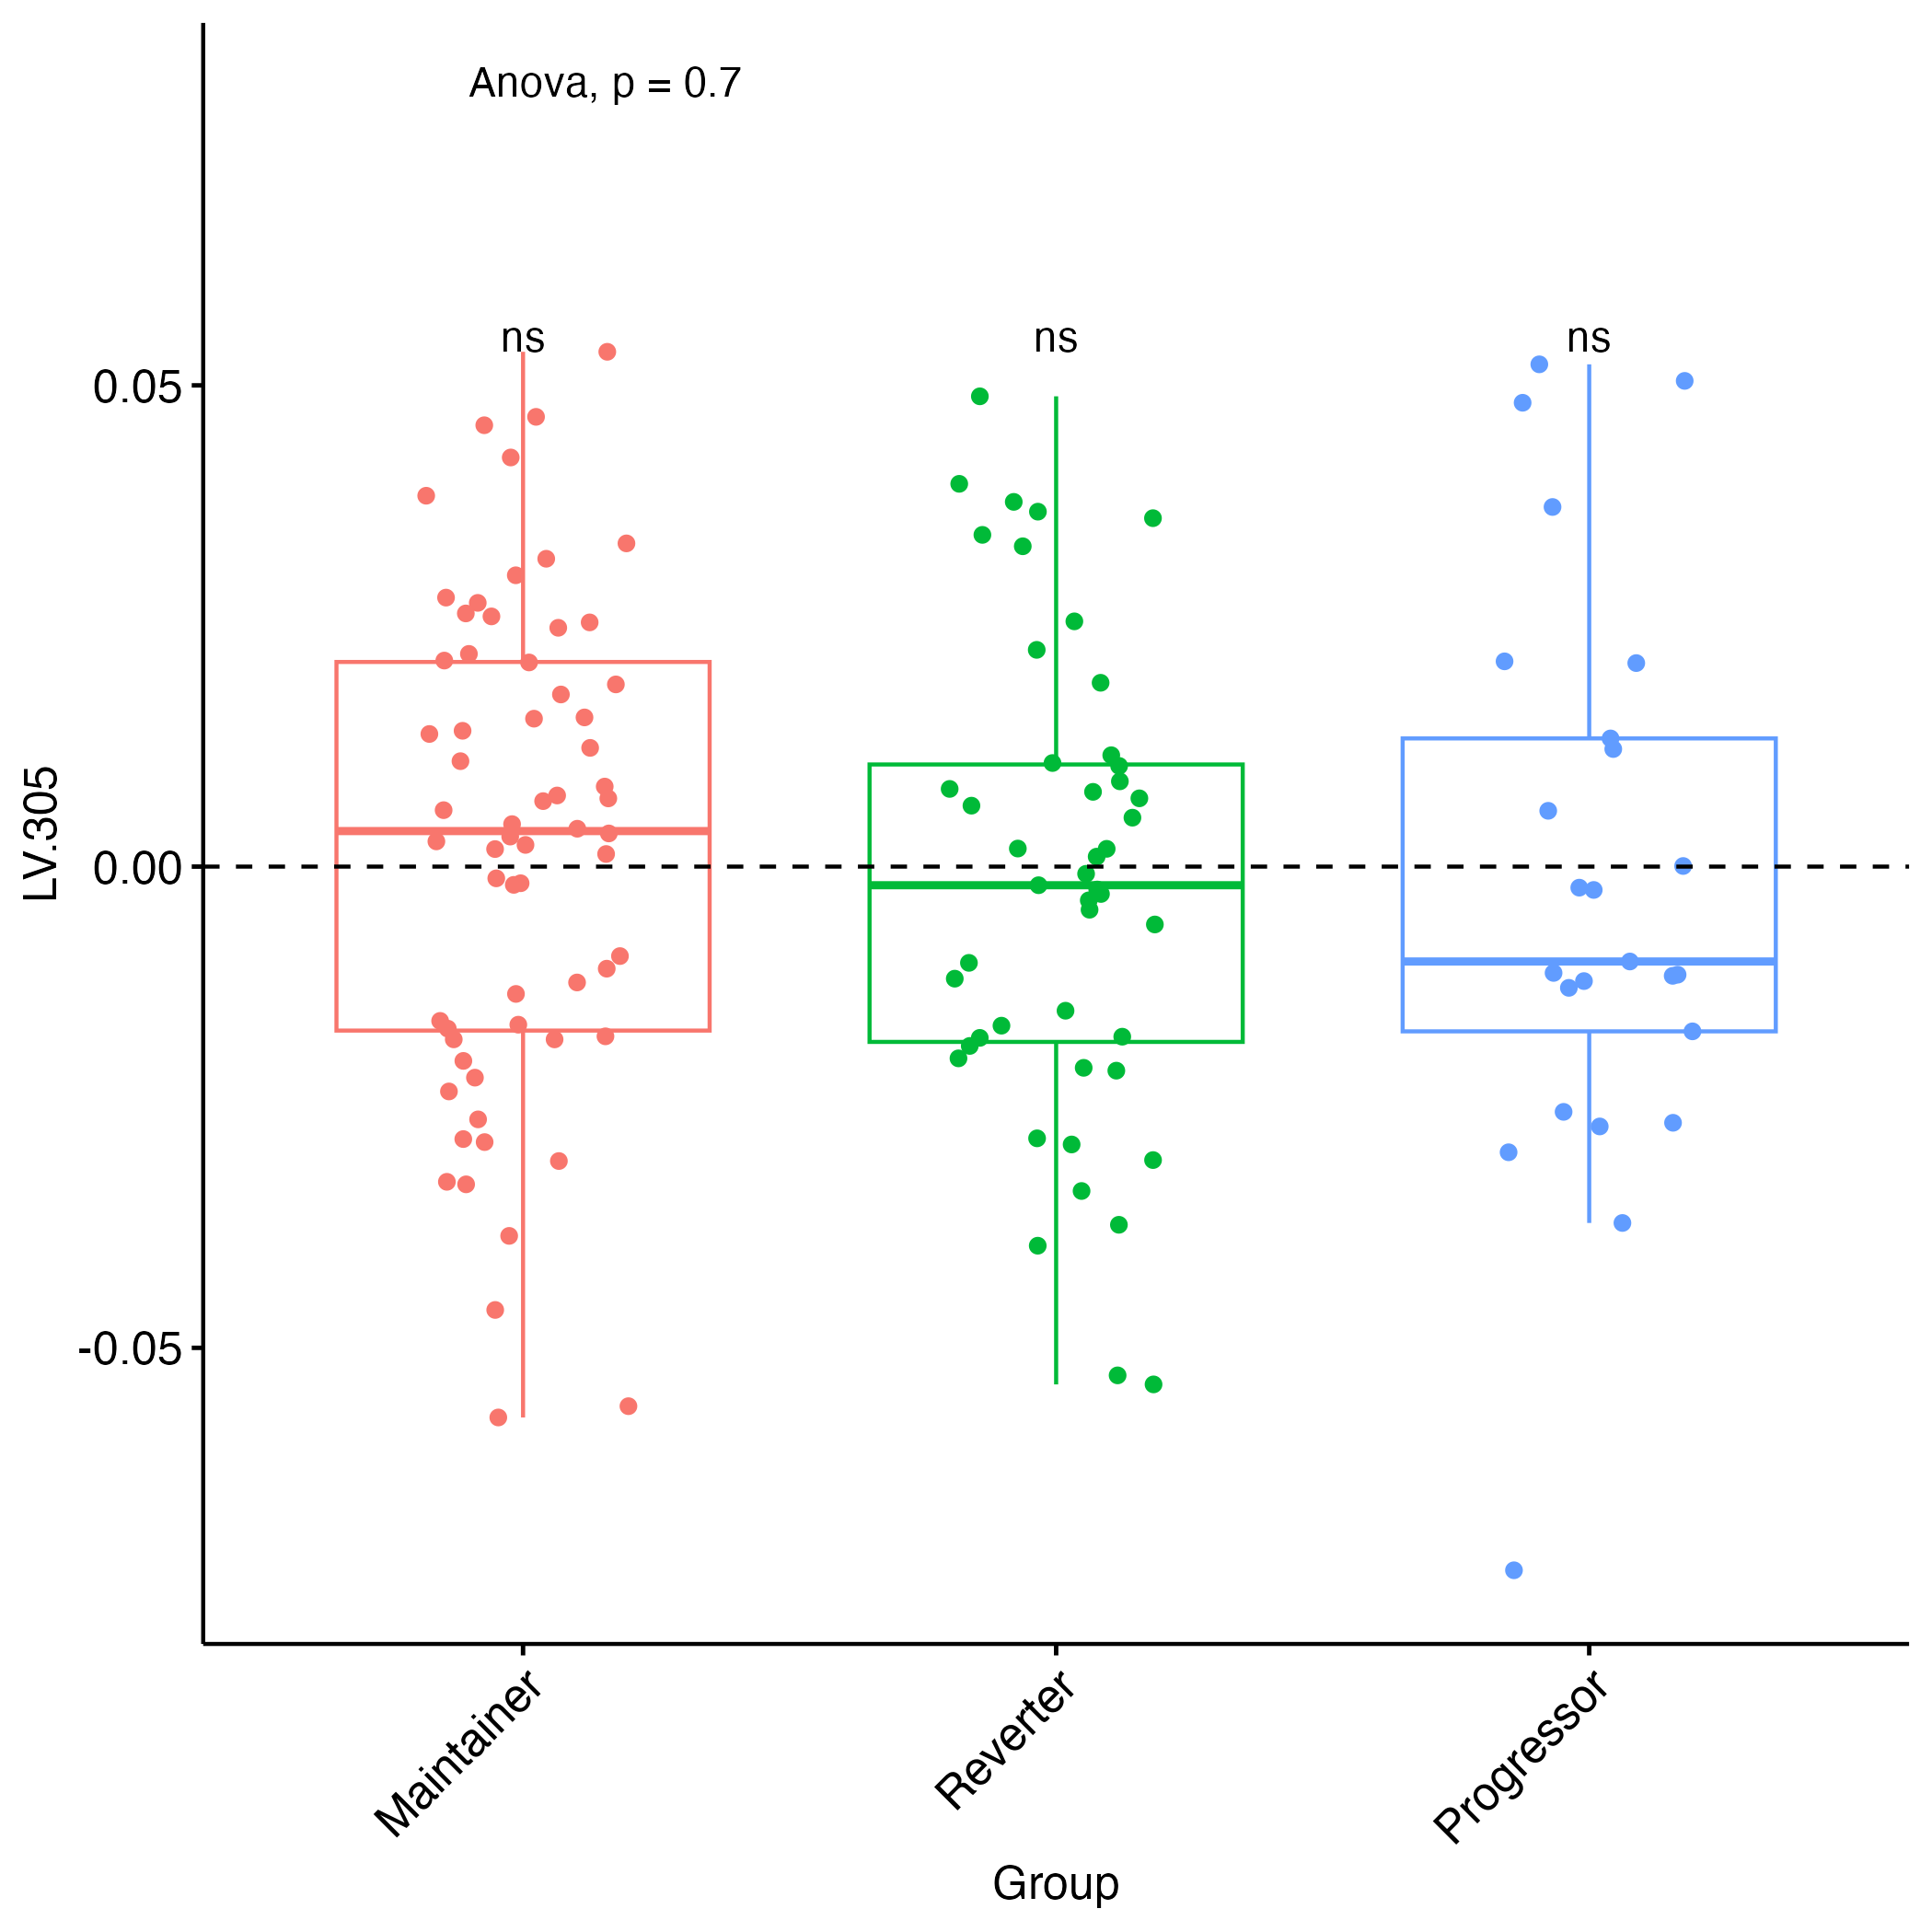 Anova, p = 0.7
ns ns ns
0.05
0.00
-0.05
LV.305
Maintainer Reverter Progressor
Group